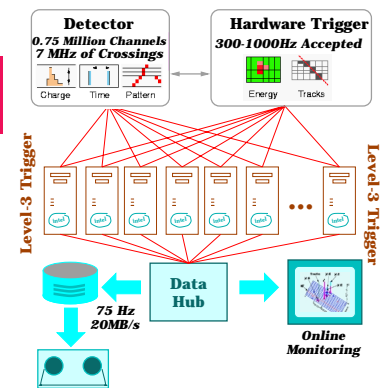 Detector
0.75 Million Channels
7 MHz of Crossings
Charge
Time
Pattern
Hardware Trigger
300-1000Hz Accepted
Energy
Tracks
Level-3 Trigger
Level-3 Trigger
intel
intel
intel
intel
intel
intel
intel
Data
Hub
75 Hz
20MB/s
Online
Monitoring